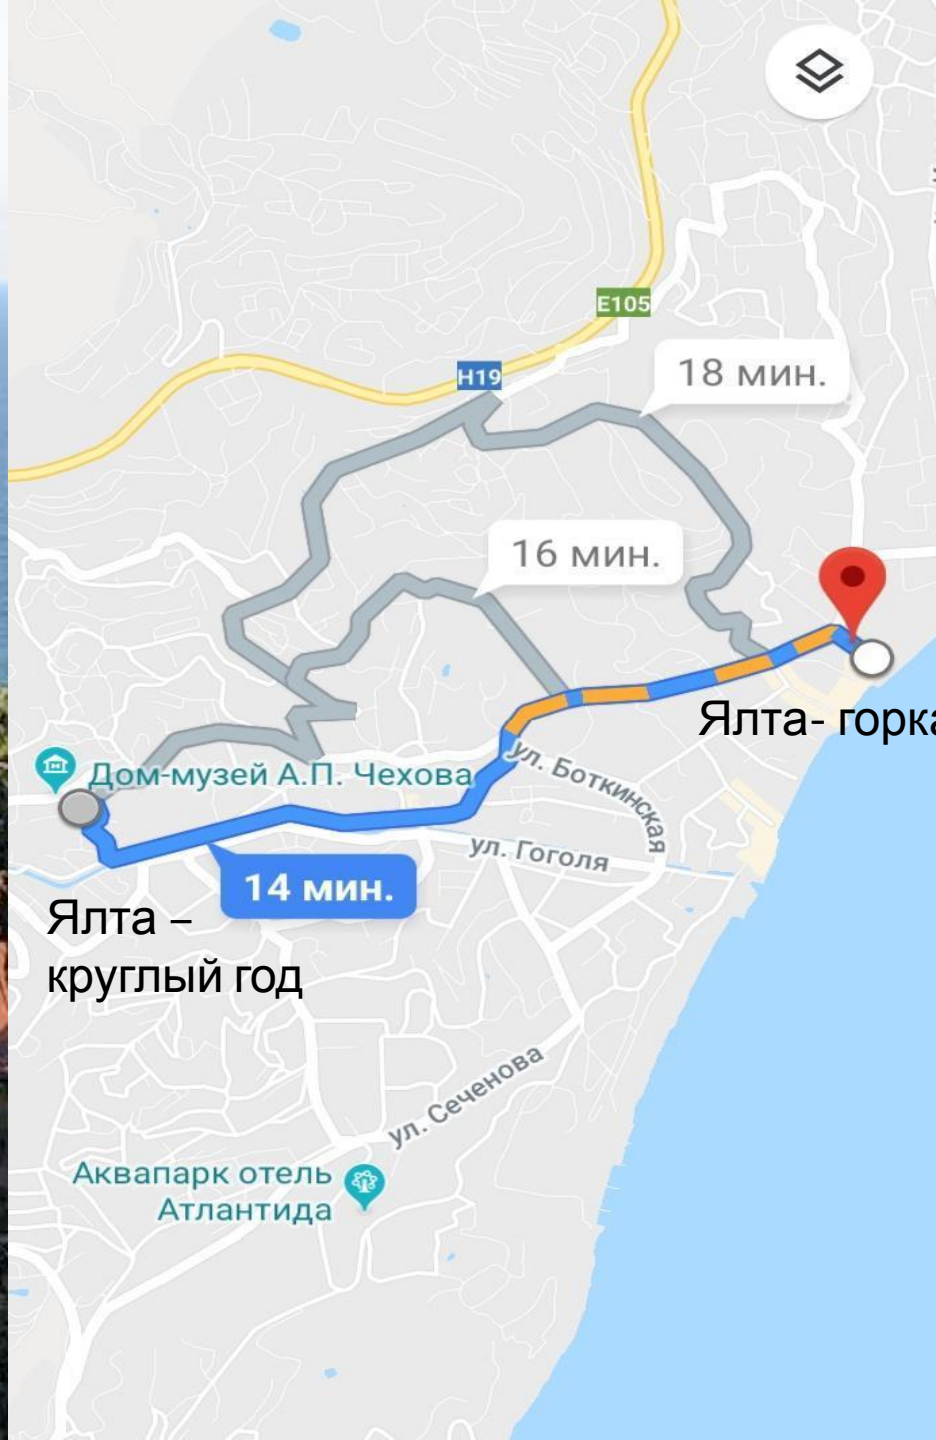 E105
H19
18 мин.
16 мин.
Ялта- горка
Дом-музей А.П. Чехова
ул. Боткинская
ул. Гоголя
14 мин.
Ялта –
круглый год
ул. Сеченова
Аквапарк отель
Атлантида